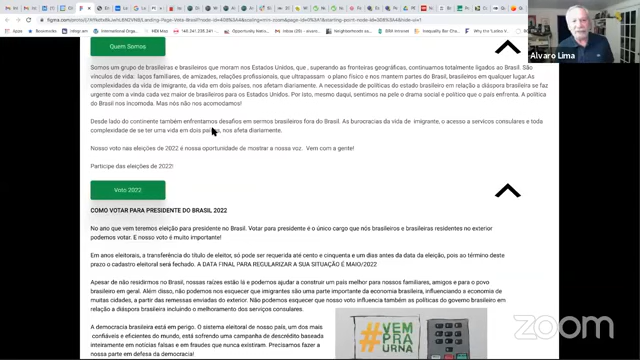 Quem Somos
Alvaro Lima
Somos um grupo de brasileiras e brasileiros que moram nos Estados Unidos, que , superando as fronteiras geográficas, continuamos totalmente ligados ao Brasil. São
vínculos de vida: laços familiares, de amizades, relações profissionais, que ultrapassam o plano físico e nos mantem partes do Brasil, brasileiros em qualquer lugar.As
complexidades da vida de imigrante, da vida em dois países, nos afetam diariamente. A necessidade de políticas do estado brasileiro em relação a diáspora brasileira se faz
urgente com a vinda cada vez maior de brasileiros para os Estados Unidos. Por isto, mesmo daqui, sentimos na pele o drama social e político que o país enfrenta. A política
do Brasil nos incomoda. Mas nós não nos acomodamos!
Desde lado do continente também enfrentamos desafios em sermos brasileiros fora do Brasil. As burocracias da vida de imigrante, o acesso a serviços consulares e toda
complexidade de se ter uma vida em dois países, nos afeta diariamente.
Nosso voto nas eleições de 2022 é nossa oportunidade de mostrar a nossa voz. Vem com a gente!
Participe das eleições de 2022!
Voto 2022
COMO VOTAR PARA PRESIDENTE DO BRASIL 2022
No ano que vem teremos eleição para presidente no Brasil. Votar para presidente é o único cargo que nós brasileiros e brasileiras residentes no exterior
podemos votar. E nosso voto é muito importante!
Em anos eleitorais, a transferência do título de eleitor, só pode ser requerida até cento e cinquenta e um dias antes da data da eleição, pois ao término deste
prazo o cadastro eleitoral será fechado. A DATA FINAL PARA REGULARIZAR A SUA SITUAÇÃO É MAIO/2022
Apesar de não residirmos no Brasil, nossas raízes estão lá e podemos ajudar a construir um país melhor para nossos familiares, amigos e para o povo
brasileiro em geral. Além disso, não podemos nos esquecer que imigrantes são uma parte importante da economia brasileira, influenciando a economia de
muitas cidades, a partir das remessas enviadas do exterior. Não podemos esquecer que nosso voto influencia também as políticas do governo brasileiro em
relação a diáspora brasileira incluindo o melhoramento dos serviços consulares.
A democracia brasileira está em perigo. O sistema eleitoral de nosso país, um dos mais
confiáveis e eficientes do mundo, está sofrendo uma campanha de descrédito baseada
inteiramente em notícias falsas e em fraudes que nunca existiram. Precisamos fazer a
nossa parte em defesa da democracia!
#VEM
PRA
URNA
zoom